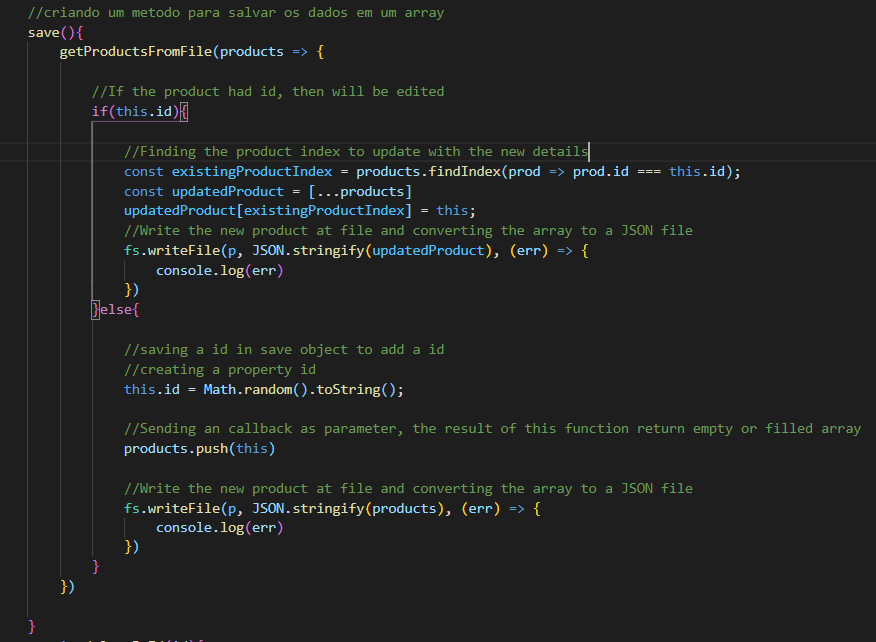 //criando um metodo para salvar os dados em um array
save(){
getProductsFromFile(products => {
//If the product had id, then will be edited
if(this.id){
//Finding the product index to update with the new details
const existingProductIndex = products.findIndex(prod => prod.id === this.id);
const updatedProduct = [...products]
updatedProduct[existingProductIndex] = this;
//Write the new product at file and converting the array to a JSON file
fs.writeFile(p, JSON.stringify(updatedProduct), (err) => {
console.log(err)
})
}else{
//saving a id in save object to add a id
//creating a property id
this.id = Math.random().toString();
//Sending an callback as parameter, the result of this function return empty or filled array
products.push(this)
//Write the new product at file and converting the array to a JSON file
fs.writeFile(p, JSON.stringify(products), (err) => {
console.log(err)
})
}
})
}